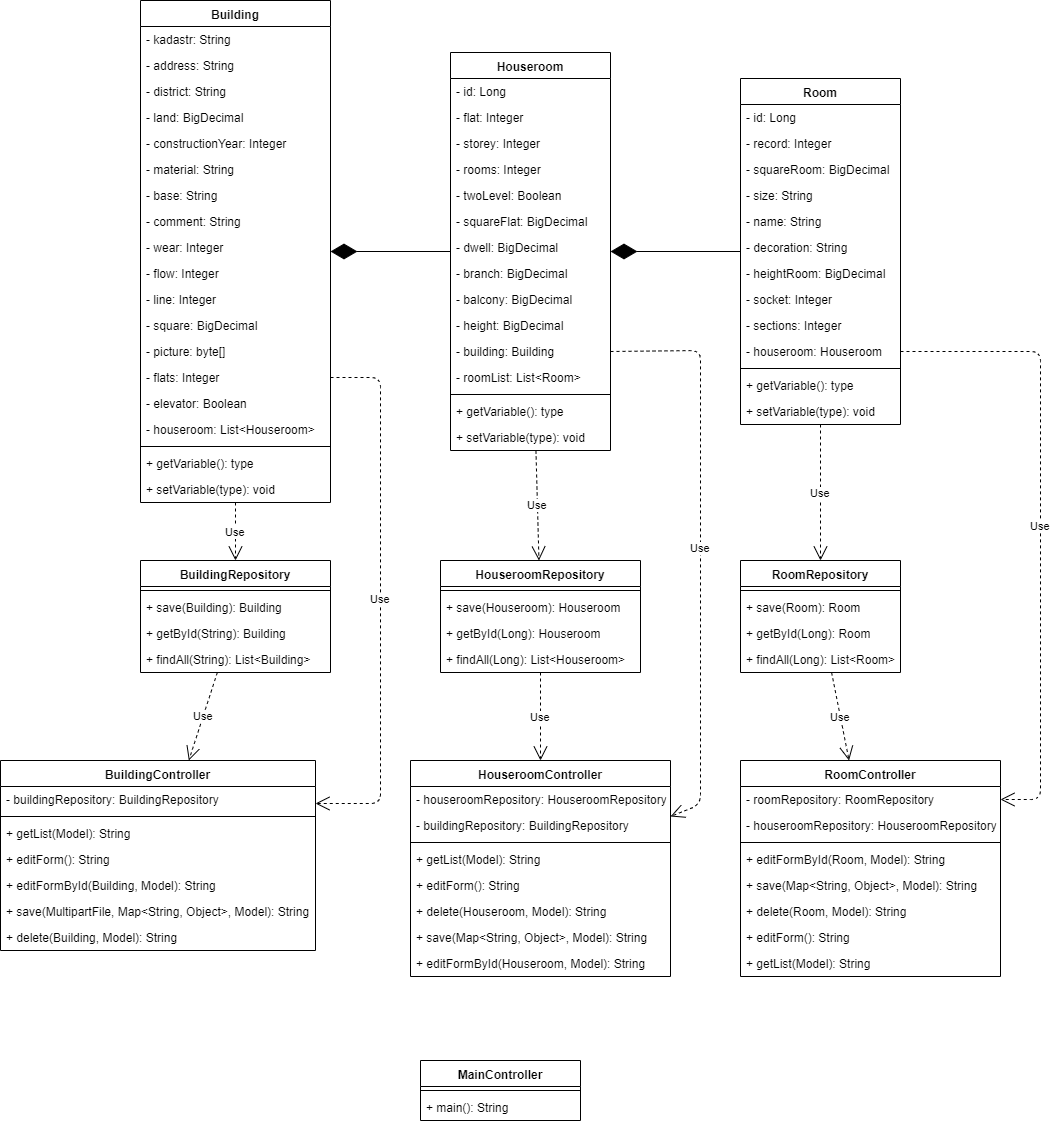 Building
- kadastr: String
- address: String
- district: String
- land: BigDecimal
- constructionYear: Integer
- material: String
- base: String
- comment: String
- wear: Integer
- flow: Integer
- line: Integer
- square: BigDecimal
- picture: byte[]
- flats: Integer
- elevator: Boolean
- houseroom: List<Houseroom>
+ getVariable(): type
+ setVariable(type): void
Houseroom
- id: Long
- flat: Integer
- storey: Integer
- rooms: Integer
- twoLevel: Boolean
- squareFlat: BigDecimal
- dwell: BigDecimal
- branch: BigDecimal
- balcony: BigDecimal
- height: BigDecimal
- building: Building
- roomList: List<Room>
+ getVariable(): type
+ setVariable(type): void
Room
- id: Long
- record: Integer
- squareRoom: BigDecimal
- size: String
- name: String
- decoration: String
- heightRoom: BigDecimal
- socket: Integer
- sections: Integer
- houseroom: Houseroom
+ getVariable(): type
+ setVariable(type): void
Use
Use
Use
Use
Use
Use
BuildingRepository
+ save(Building): Building
+ getById(String): Building
+ findAll(String): List<Building>
HouseroomRepository
+ save(Houseroom): Houseroom
+ getById(Long): Houseroom
+ findAll(Long): List<Houseroom>
RoomRepository
+ save(Room): Room
+ getById(Long): Room
+ findAll(Long): List<Room>
Use
Use
Use
BuildingController
- buildingRepository: BuildingRepository
+ getList(Model): String
+ editForm(): String
+ editFormById(Building, Model): String
+ save(MultipartFile, Map<String, Object>, Model): String
+ delete(Building, Model): String
HouseroomController
- houseroomRepository: HouseroomRepository
- buildingRepository: BuildingRepository
+ getList(Model): String
+ editForm(): String
+ delete(Houseroom, Model): String
+ save(Map<String, Object>, Model): String
+ editFormById(Houseroom, Model): String
RoomController
- roomRepository: RoomRepository
- houseroomRepository: HouseroomRepository
+ editFormById(Room, Model): String
+ save(Map<String, Object>, Model): String
+ delete(Room, Model): String
+ editForm(): String
+ getList(Model): String
MainController
+ main(): String